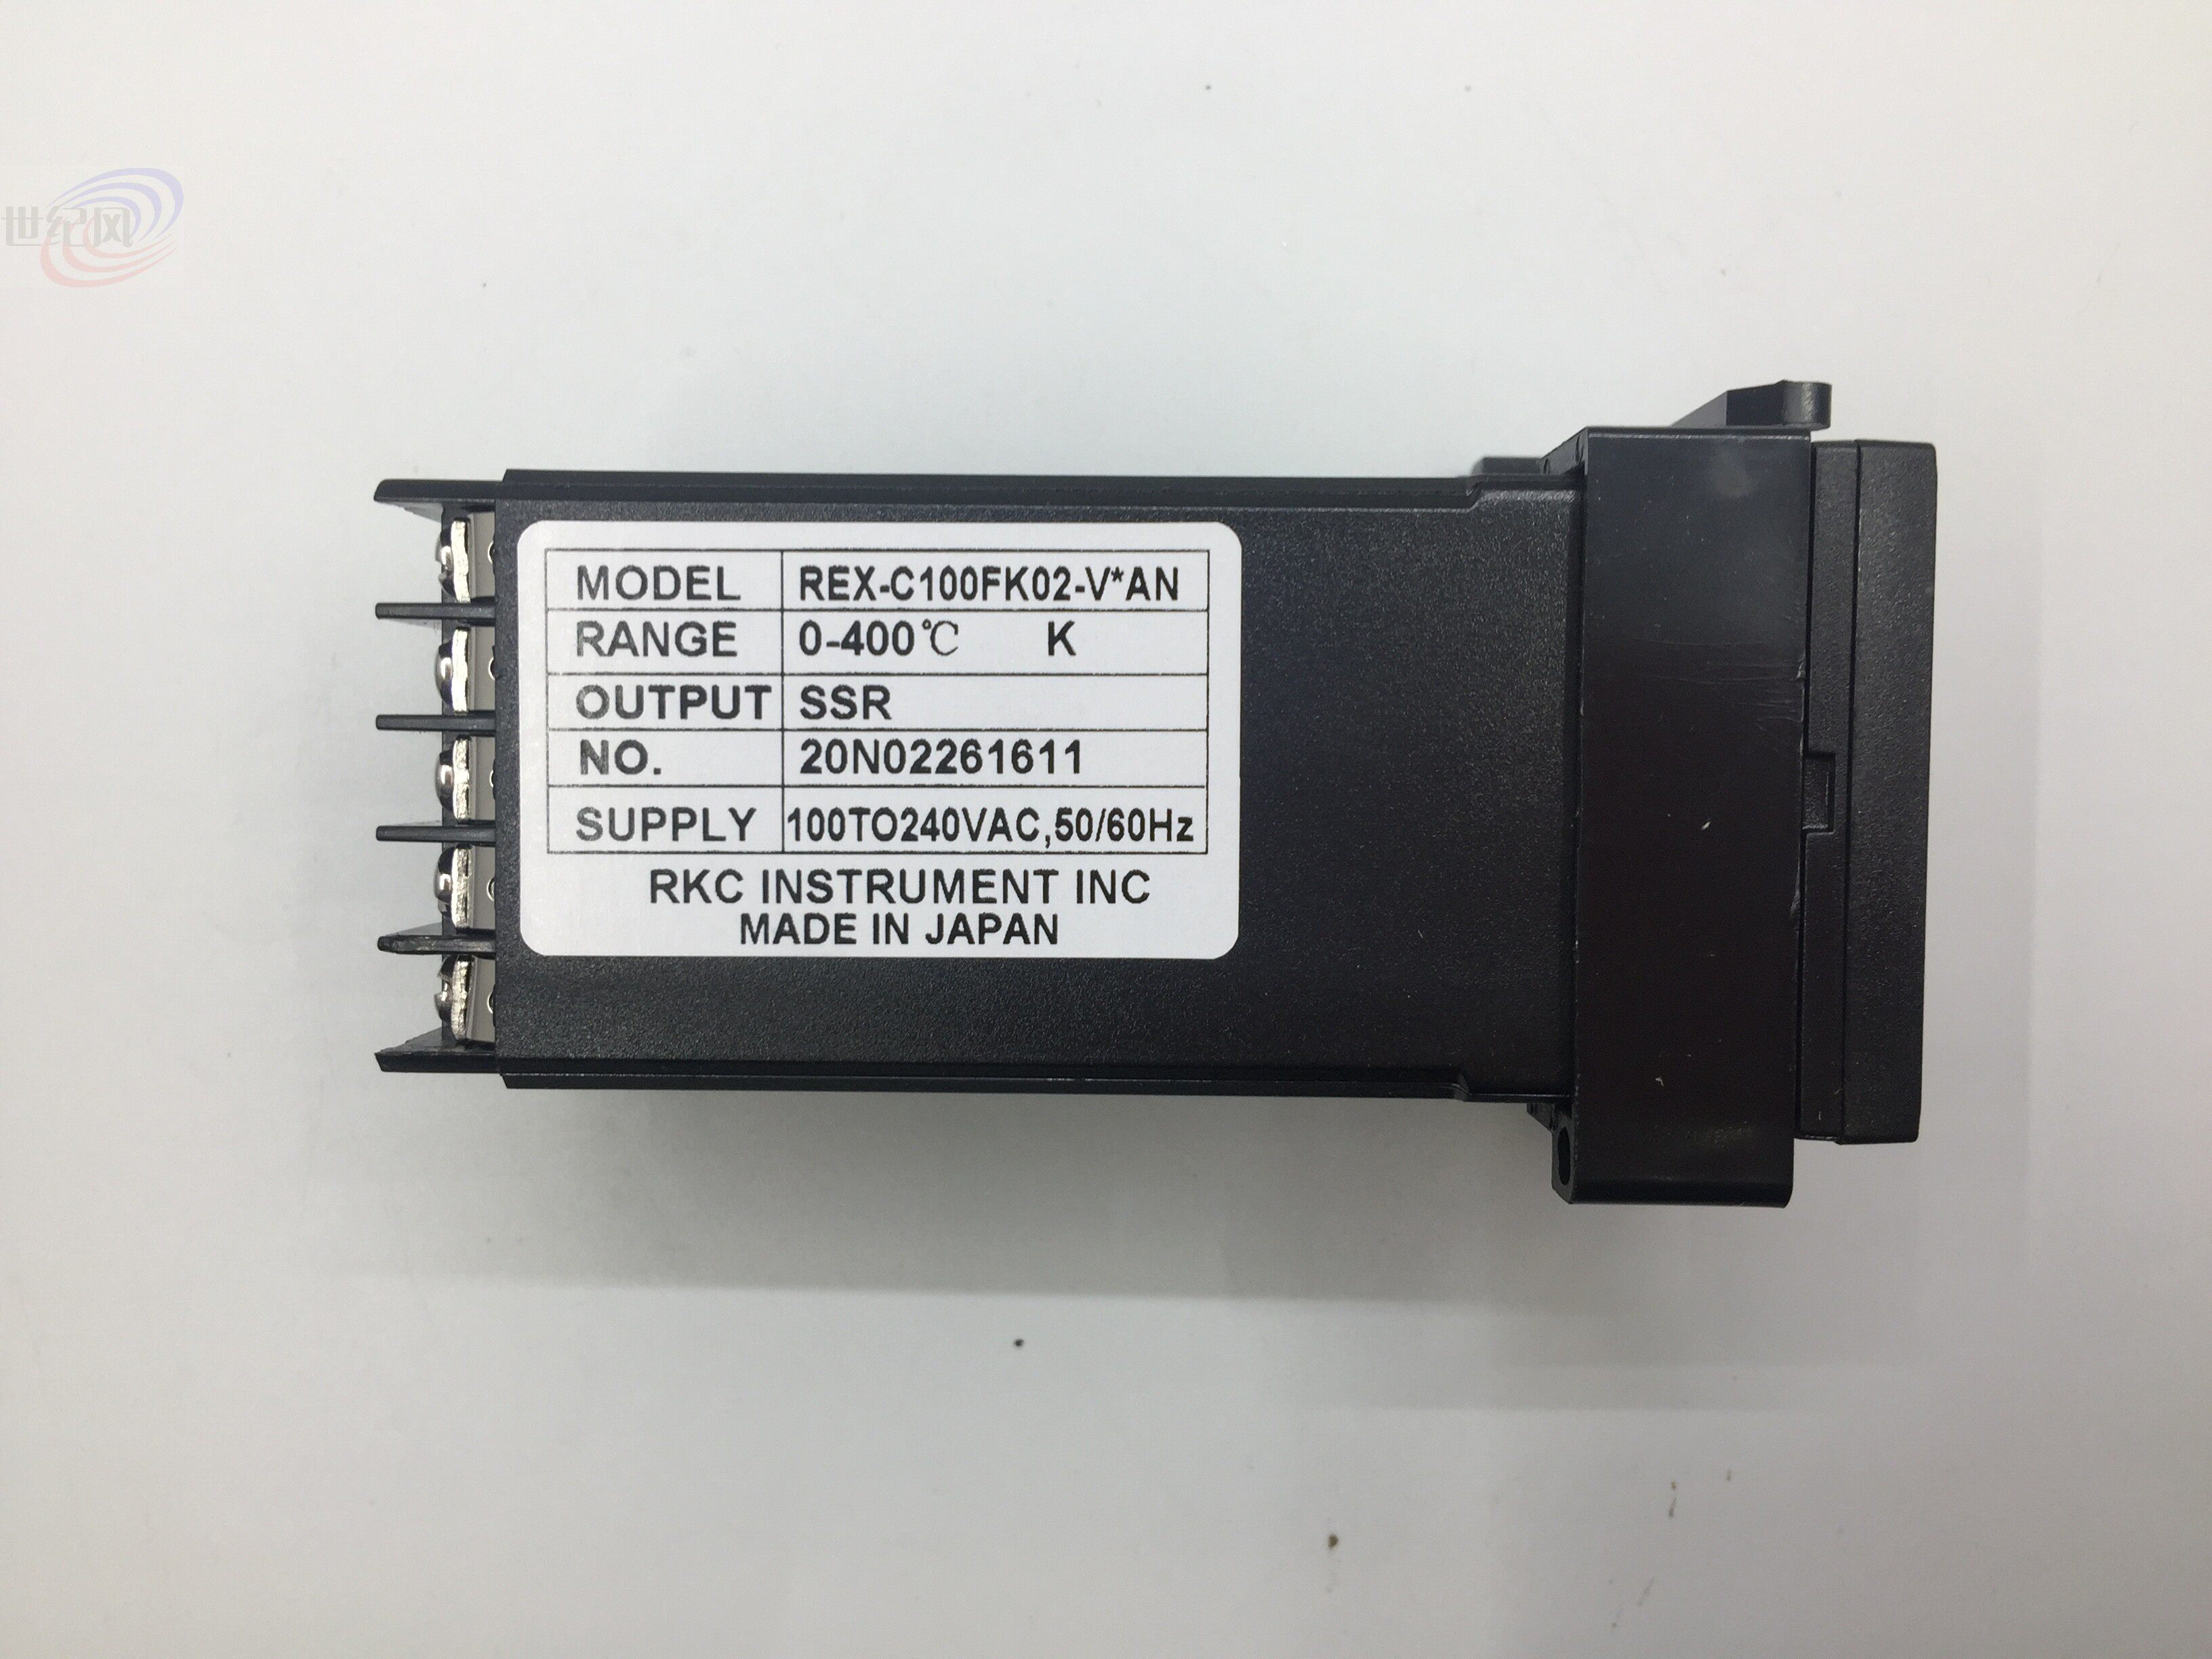 世纪风
MODEL REX-C100FK02-V*AN
RANGE 0-400℃ K
OUTPUT SSR
NO. 20N02261611
SUPPLY 100TO240VAC,50/60Hz
RKC INSTRUMENT INC
MADE IN JAPAN